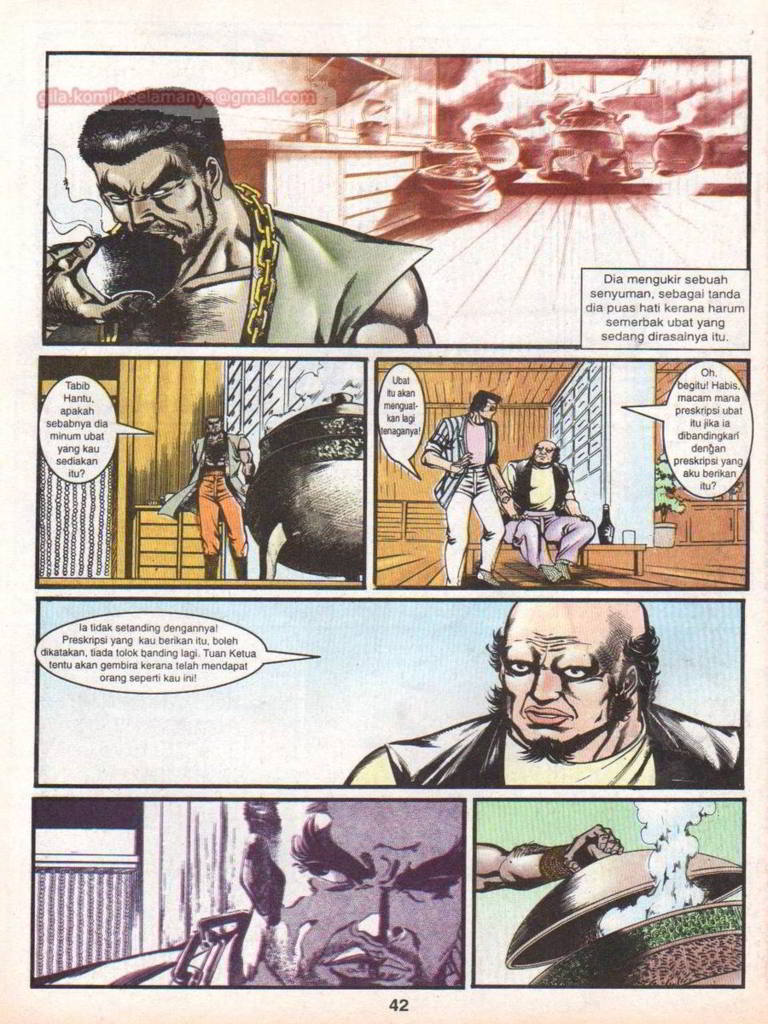 gila.komik.selamanya@gmail.com
Dia mengukir sebuah
senyuman, sebagai tanda
dia puas hati kerana harum
semerbak ubat yang
sedang dirasainya itu.
Tabib
Hantu,
apakah
sebabnya dia
minum ubat
yang kau
sediakan
itu?
Ubat
itu akan
menguat-
kan lagi
tenaganya!
Oh,
begitu! Habis,
macam mana
preskripsi ubat
itu jika ia
dibandingkan
dengan
preskripsi yang
aku berikan
itu?
Ia tidak setanding dengannya!
Preskripsi yang kau berikan itu, boleh
dikatakan, tiada tolok banding lagi. Tuan Ketua
tentu akan gembira kerana telah mendapat
orang seperti kau ini!
42